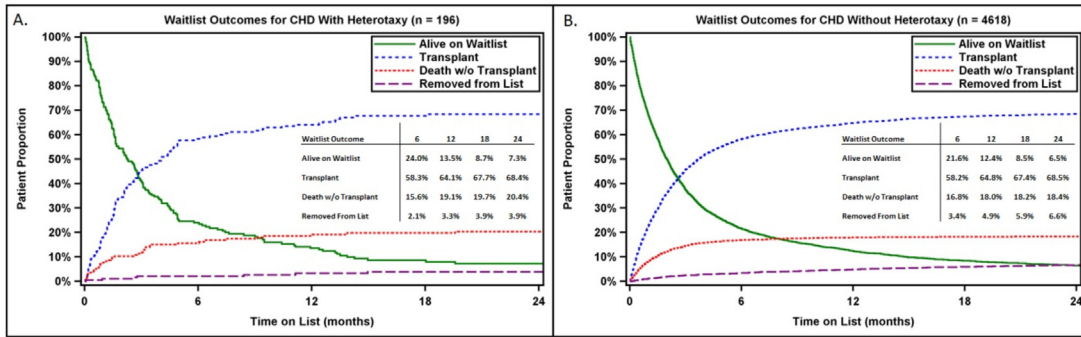 A.
Waitlist Outcomes for CHD With Heterotaxy (n = 196)
100%
90%
80%
70%
60%
50%
40%
30%
20%
10%
0%
Patient Proportion
Alive on Waitlist
Transplant
Death w/o Transplant
Removed from List
Waitlist Outcome 6 12 18 24
Alive on Waitlist 24.0% 13.5% 8.7% 7.3%
Transplant 58.3% 64.1% 67.7% 68.4%
Death w/o Transplant 15.6% 19.1% 19.7% 20.4%
Removed From List 2.1% 3.3% 3.9% 3.9%
0 6 12 18 24
Time on List (months)
B.
Waitlist Outcomes for CHD Without Heterotaxy (n = 4618)
100%
90%
80%
70%
60%
50%
40%
30%
20%
10%
0%
Patient Proportion
Alive on Waitlist
Transplant
Death w/o Transplant
Removed from List
Waitlist Outcome 6 12 18 24
Alive on Waitlist 21.6% 12.4% 8.5% 6.5%
Transplant 58.2% 64.8% 67.4% 68.5%
Death w/o Transplant 16.8% 18.0% 18.2% 18.4%
Removed From List 3.4% 4.9% 5.9% 6.6%
0 6 12 18 24
Time on List (months)